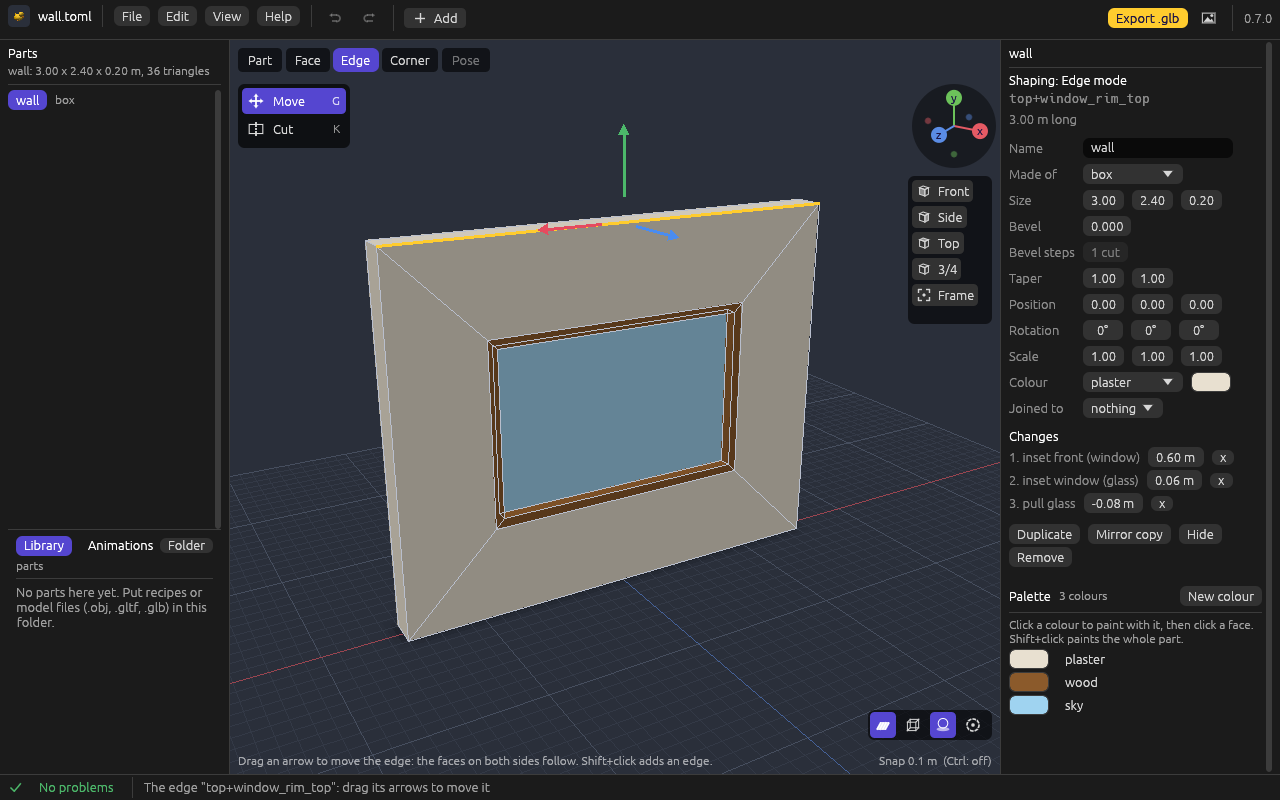 wall.toml File Edit View Help + Add Export .glb 0.7.0
Parts
wall: 3.00 x 2.40 x 0.20 m, 36 triangles
wall box
Library Animations Folder
parts
No parts here yet. Put recipes or
model files (.obj, .gltf, .glb) in this
folder.
Part Face Edge Corner Pose
Move G
Cut K
y
x
z
Front
Side
Top
3/4
Frame
Drag an arrow to move the edge: the faces on both sides follow. Shift+click adds an edge.
Snap 0.1 m (Ctrl: off)
wall
Shaping: Edge mode
top+window_rim_top
3.00 m long
Name wall
Made of box
Size 3.00 2.40 0.20
Bevel 0.000
Bevel steps 1 cut
Taper 1.00 1.00
Position 0.00 0.00 0.00
Rotation 0° 0° 0°
Scale 1.00 1.00 1.00
Colour plaster
Joined to nothing
Changes
1. inset front (window) 0.60 m x
2. inset window (glass) 0.06 m x
3. pull glass -0.08 m x
Duplicate Mirror copy Hide
Remove
Palette 3 colours New colour
Click a colour to paint with it, then click a face.
Shift+click paints the whole part.
plaster
wood
sky
No problems The edge "top+window_rim_top": drag its arrows to move it